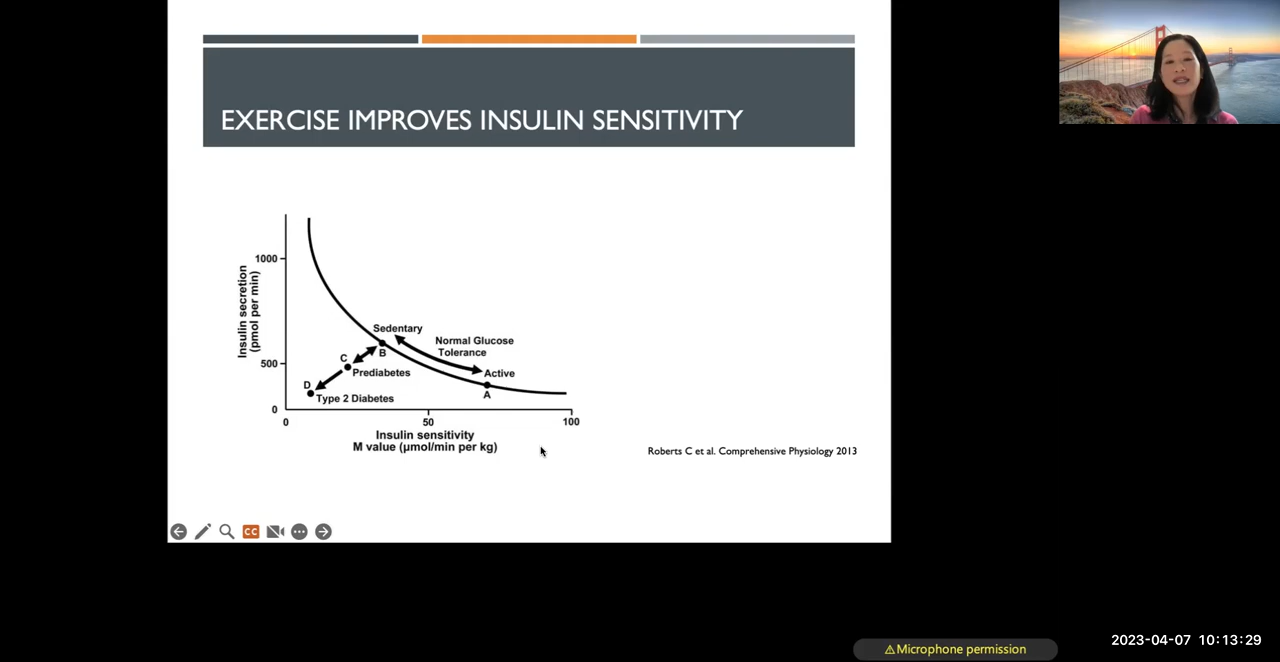 EXERCISE IMPROVES INSULIN SENSITIVITY
Insulin secretion
(pmol per min)
1000
500
0
Sedentary
B
Normal Glucose
Tolerance
C
Prediabetes
Active
A
D
Type 2 Diabetes
0
50
100
Insulin sensitivity
M value (µmol/min per kg)
Roberts C et al. Comprehensive Physiology 2013
CC
⚠Microphone permission
2023-04-07 10:13:29